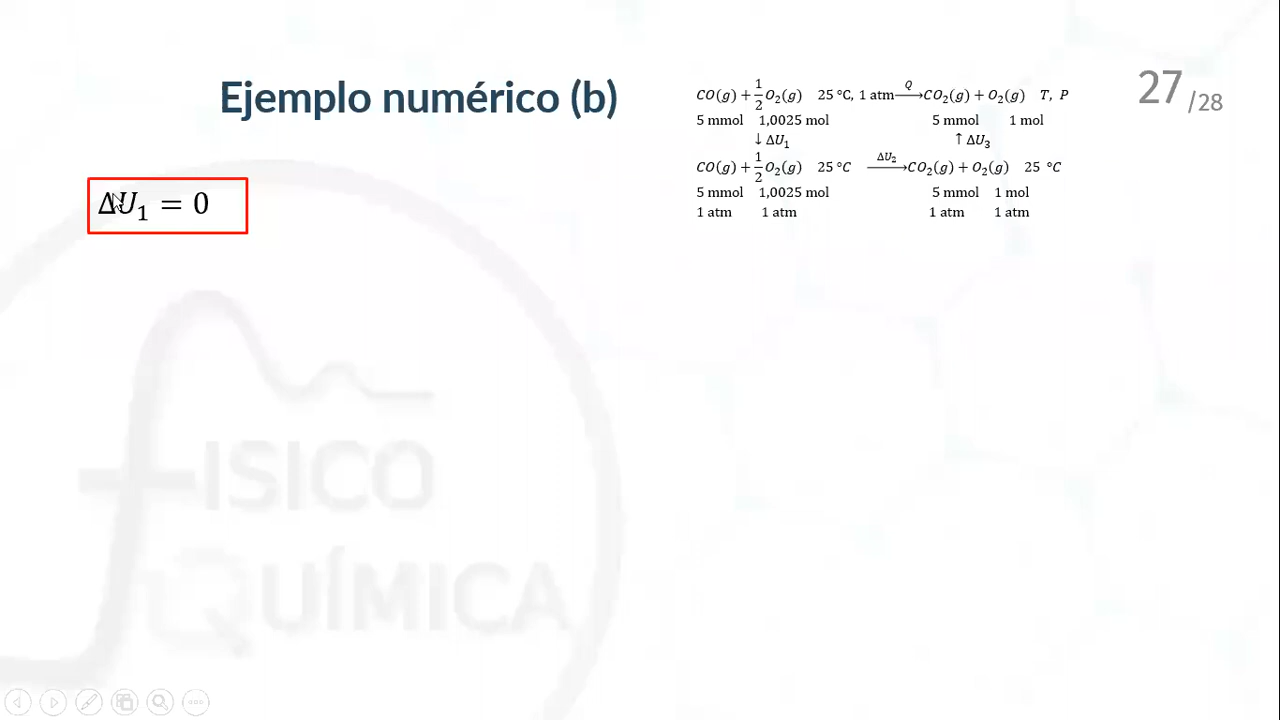 Ejemplo numérico (b)
27/28
CO(g) + 1/2 O₂(g) 25 °C, 1 atm —Q→ CO₂(g) + O₂(g) T, P
5 mmol 1,0025 mol 5 mmol 1 mol
↓ ΔU₁ ↑ ΔU₃
CO(g) + 1/2 O₂(g) 25 °C —ΔU₂→ CO₂(g) + O₂(g) 25 °C
5 mmol 1,0025 mol 5 mmol 1 mol
1 atm 1 atm 1 atm 1 atm
ΔU₁ = 0
FISICO
QUÍMICA